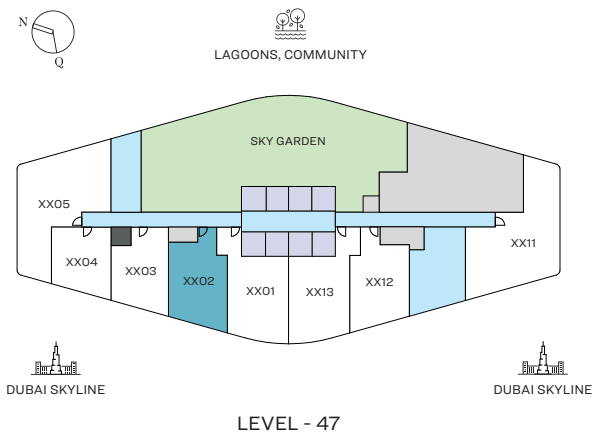 N
Q
LAGOONS, COMMUNITY
SKY GARDEN
XX05
XX11
XX04
XX03
XX02
XX01
XX13
XX12
DUBAI SKYLINE
DUBAI SKYLINE
LEVEL - 47